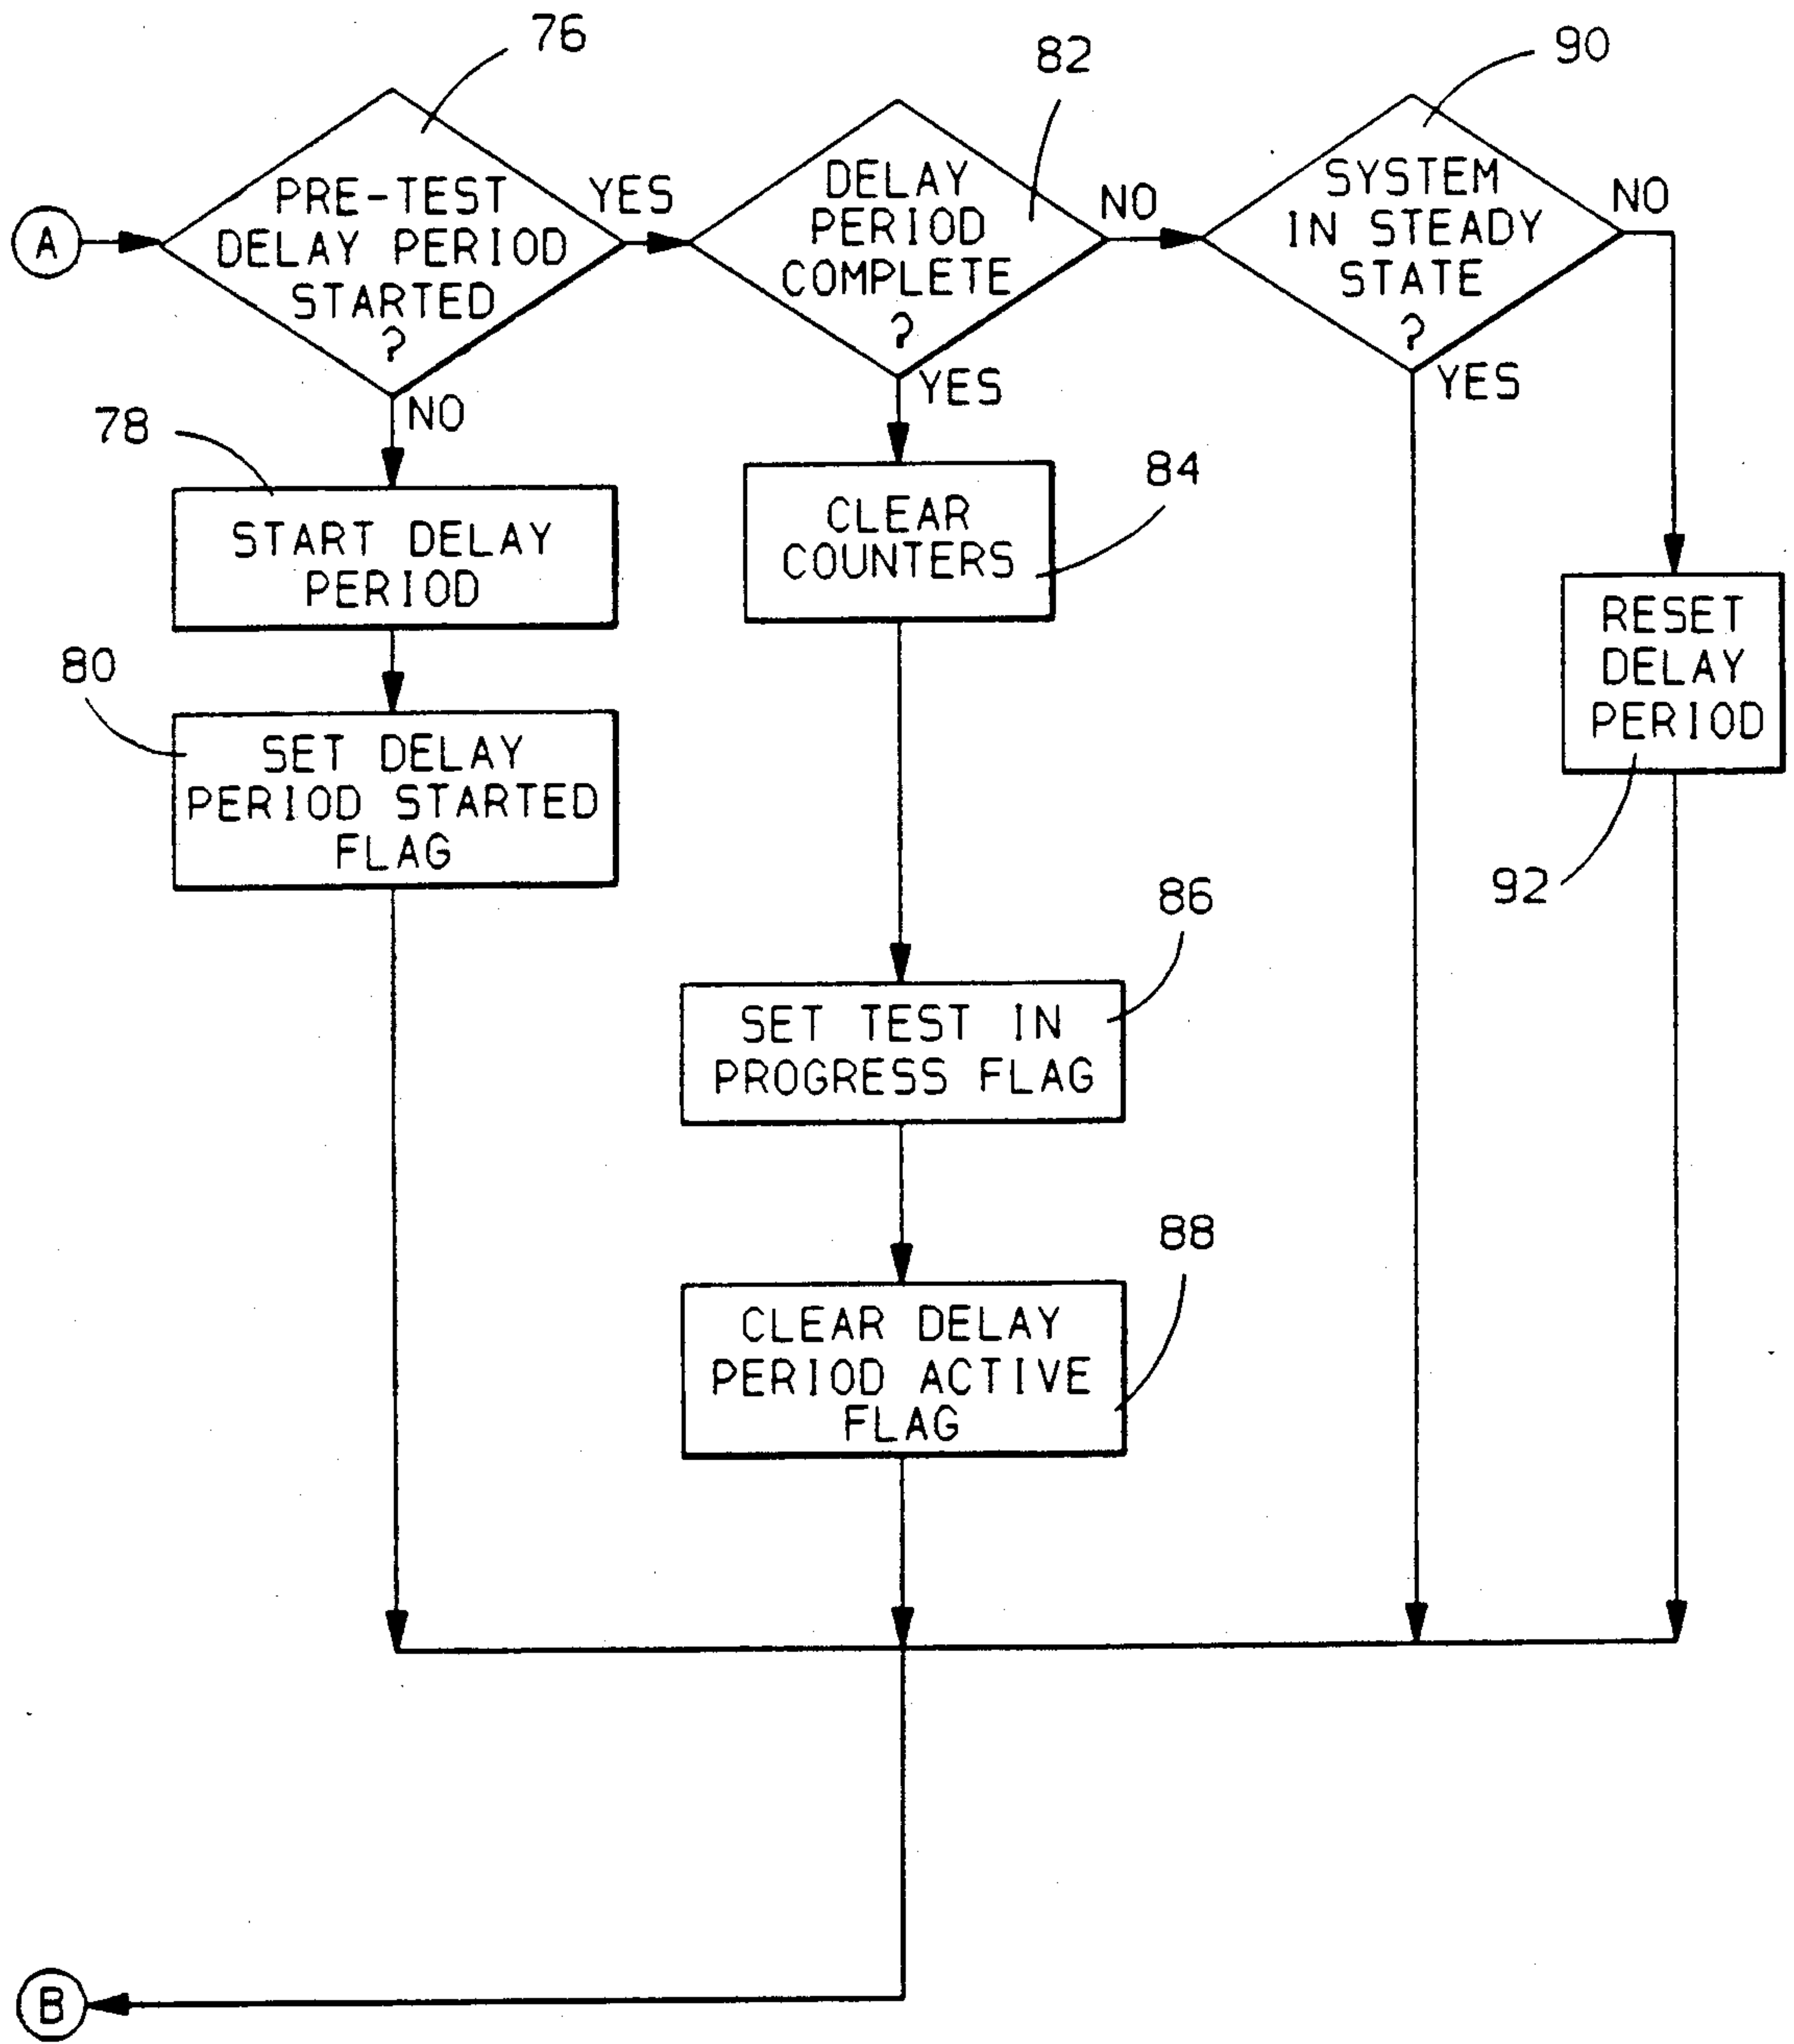 76
82
90
PRE-TEST
DELAY PERIOD
STARTED
?
YES
DELAY
PERIOD
COMPLETE
?
NO
SYSTEM
IN STEADY
STATE
?
NO
A
NO
YES
YES
78
START DELAY
PERIOD
84
CLEAR
COUNTERS
RESET
DELAY
PERIOD
92
80
SET DELAY
PERIOD STARTED
FLAG
86
SET TEST IN
PROGRESS FLAG
88
CLEAR DELAY
PERIOD ACTIVE
FLAG
B